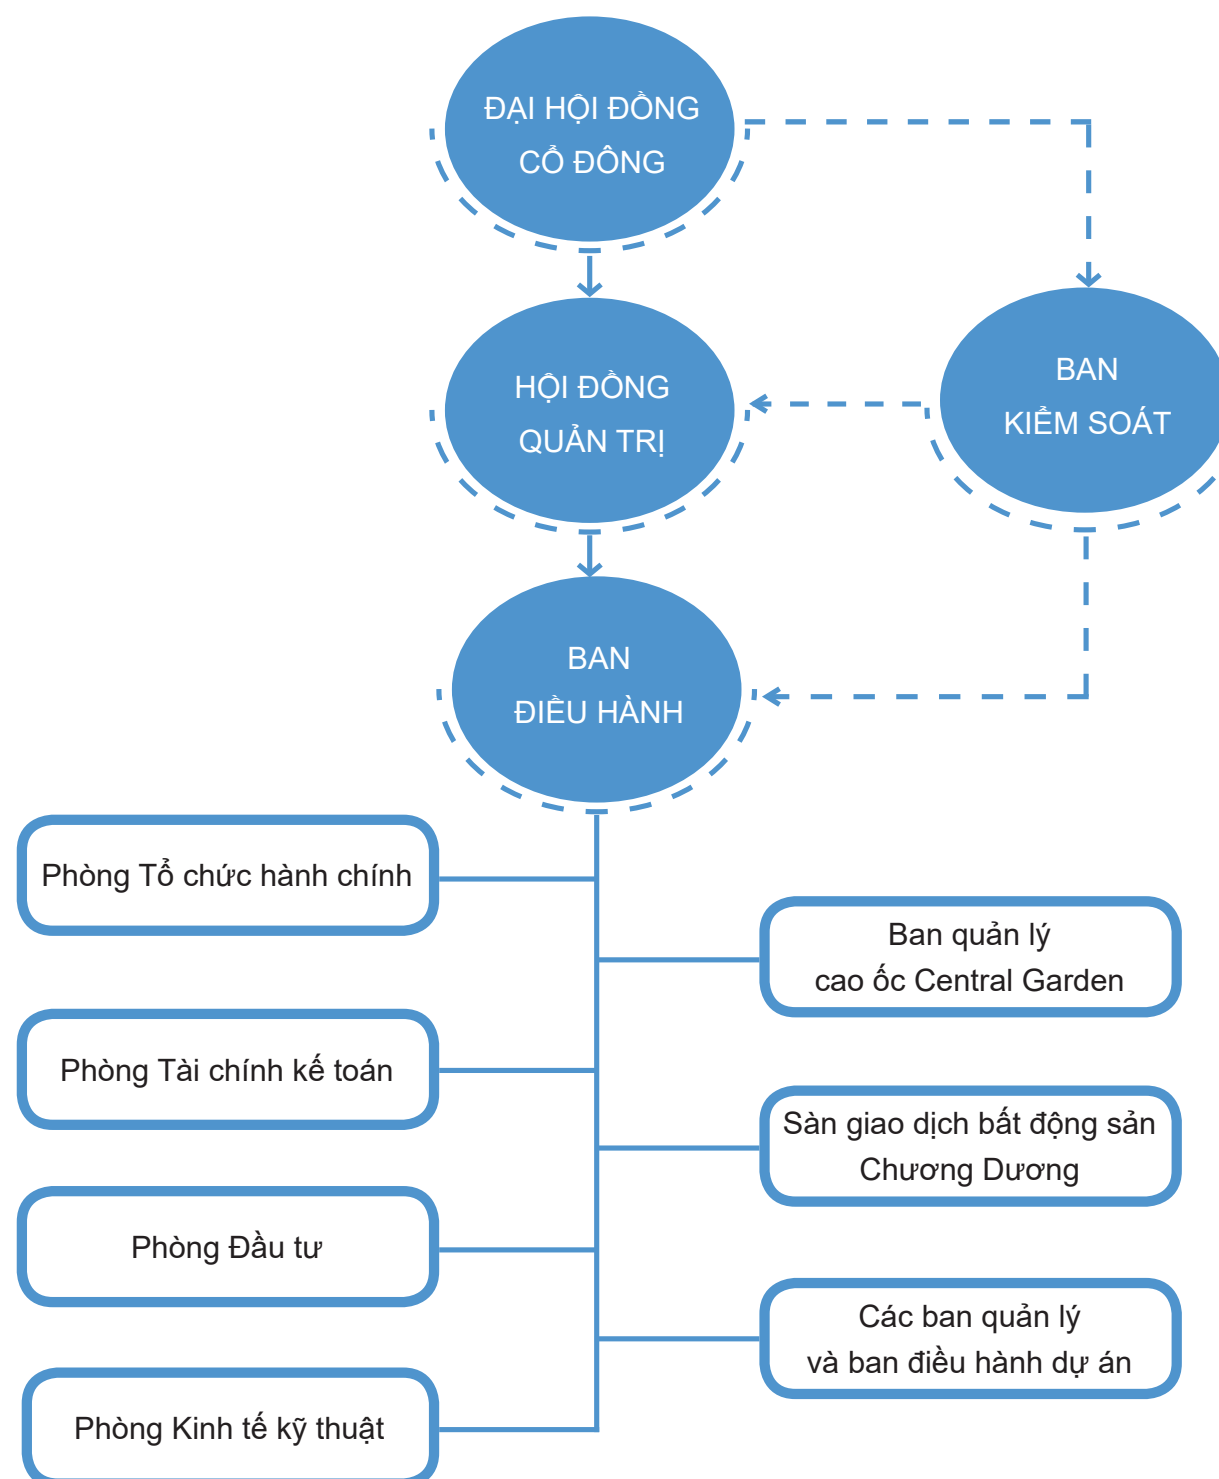 ĐẠI HỘI ĐỒNG
CỔ ĐÔNG
HỘI ĐỒNG
QUẢN TRỊ
BAN
KIỂM SOÁT
BAN
ĐIỀU HÀNH
Phòng Tổ chức hành chính
Ban quản lý
cao ốc Central Garden
Phòng Tài chính kế toán
Sàn giao dịch bất động sản
Chương Dương
Phòng Đầu tư
Các ban quản lý
và ban điều hành dự án
Phòng Kinh tế kỹ thuật